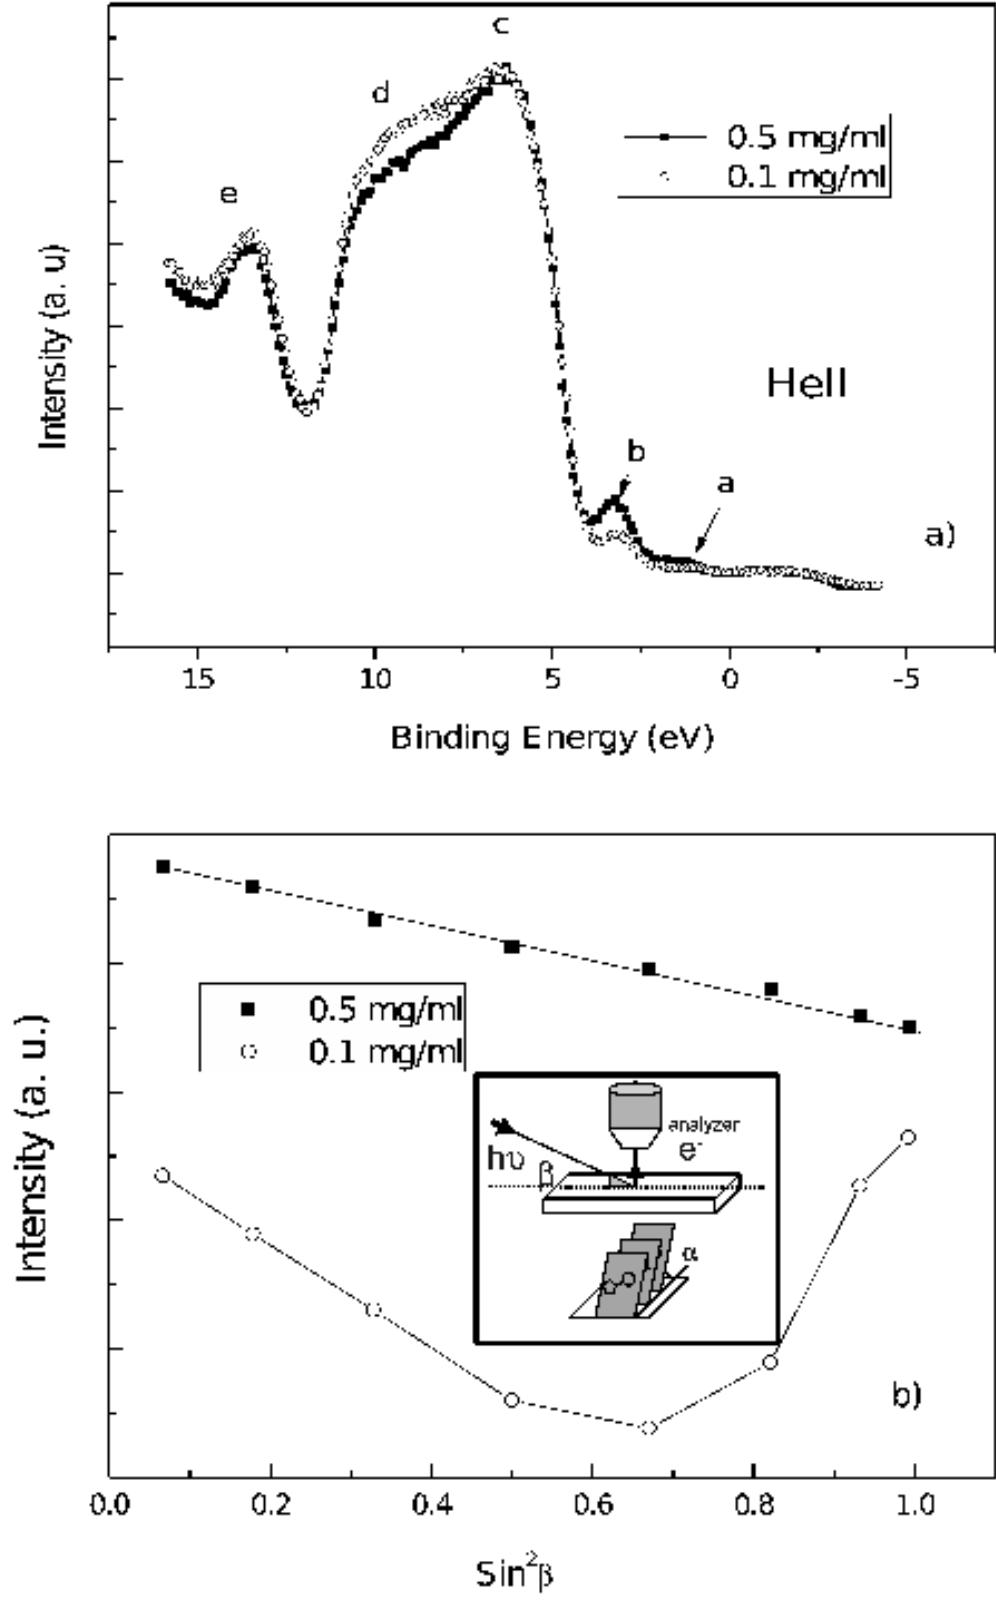 c
d
e
0.5 mg/ml
0.1 mg/ml
Intensity (a. u)
HeII
b
a
a)
15 10 5 0 -5
Binding Energy (eV)
0.5 mg/ml
0.1 mg/ml
Intensity (a. u.)
analyzer
e-
hυ
β
α
b)
0.0 0.2 0.4 0.6 0.8 1.0
Sin²β